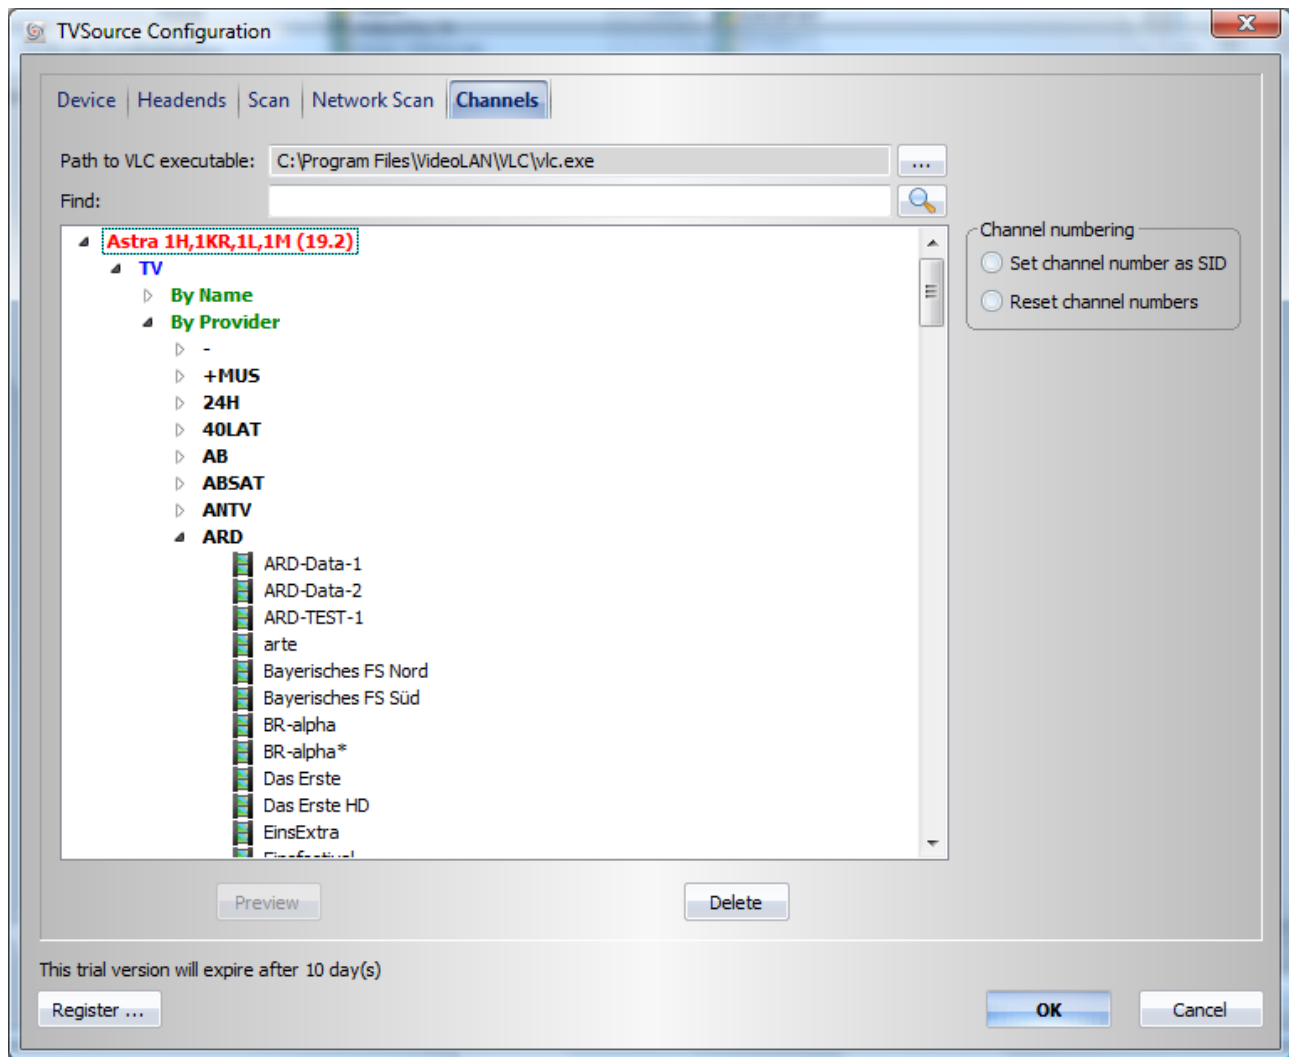 TVSource Configuration
Device Headends Scan Network Scan Channels
Path to VLC executable: C:\Program Files\VideoLAN\VLC\vlc.exe ...
Find:
Astra 1H,1KR,1L,1M (19.2)
TV
By Name
By Provider
-
+MUS
24H
40LAT
AB
ABSAT
ANTV
ARD
ARD-Data-1
ARD-Data-2
ARD-TEST-1
arte
Bayerisches FS Nord
Bayerisches FS Süd
BR-alpha
BR-alpha*
Das Erste
Das Erste HD
EinsExtra
Channel numbering
Set channel number as SID
Reset channel numbers
Preview Delete
This trial version will expire after 10 day(s)
Register ... OK Cancel